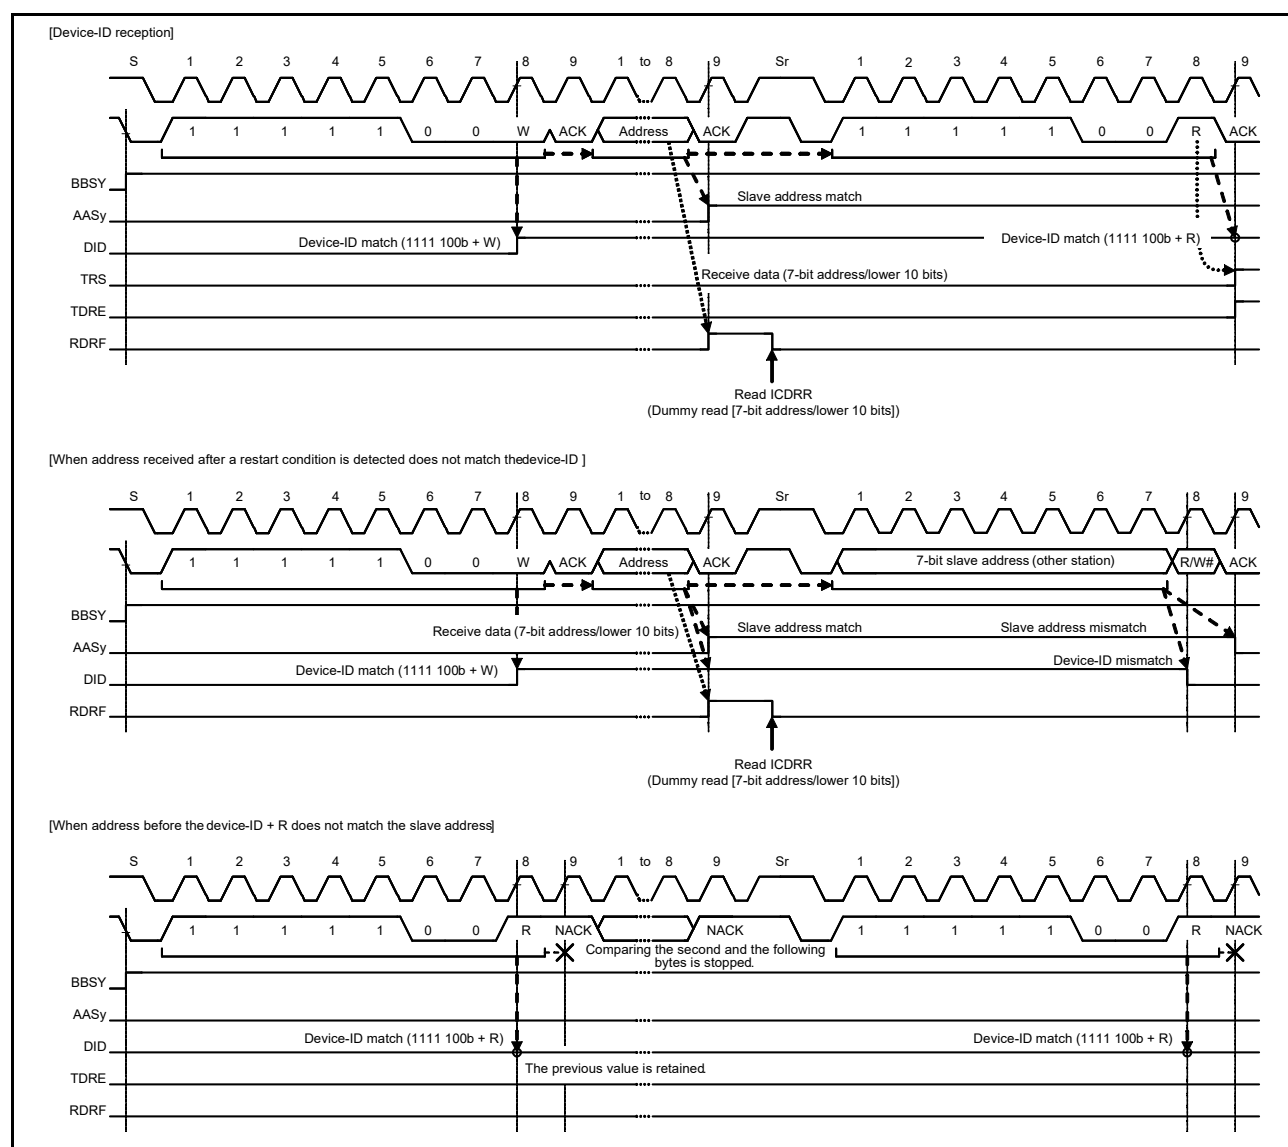 [Device-ID reception]
S 1 2 3 4 5 6 7 8 9 1 to 8 9 Sr 1 2 3 4 5 6 7 8 9
1 1 1 1 1 0 0 W ACK Address ACK 1 1 1 1 1 0 0 R ACK
BBSY
Slave address match
AASy
Device-ID match (1111 100b + W) Device-ID match (1111 100b + R)
DID
Receive data (7-bit address/lower 10 bits)
TRS
TDRE
RDRF
Read ICDRR
(Dummy read [7-bit address/lower 10 bits])
[When address received after a restart condition is detected does not match thedevice-ID ]
S 1 2 3 4 5 6 7 8 9 1 to 8 9 Sr 1 2 3 4 5 6 7 8 9
1 1 1 1 1 0 0 W ACK Address ACK 7-bit slave address (other station) R/W# ACK
BBSY
Receive data (7-bit address/lower 10 bits) Slave address match Slave address mismatch
AASy
Device-ID match (1111 100b + W) Device-ID mismatch
DID
RDRF
Read ICDRR
(Dummy read [7-bit address/lower 10 bits])
[When address before the device-ID + R does not match the slave address]
S 1 2 3 4 5 6 7 8 9 1 to 8 9 Sr 1 2 3 4 5 6 7 8 9
1 1 1 1 1 0 0 R NACK NACK 1 1 1 1 1 0 0 R NACK
Comparing the second and the following
bytes is stopped.
BBSY
AASy
Device-ID match (1111 100b + R) Device-ID match (1111 100b + R)
DID
The previous value is retained.
TDRE
RDRF